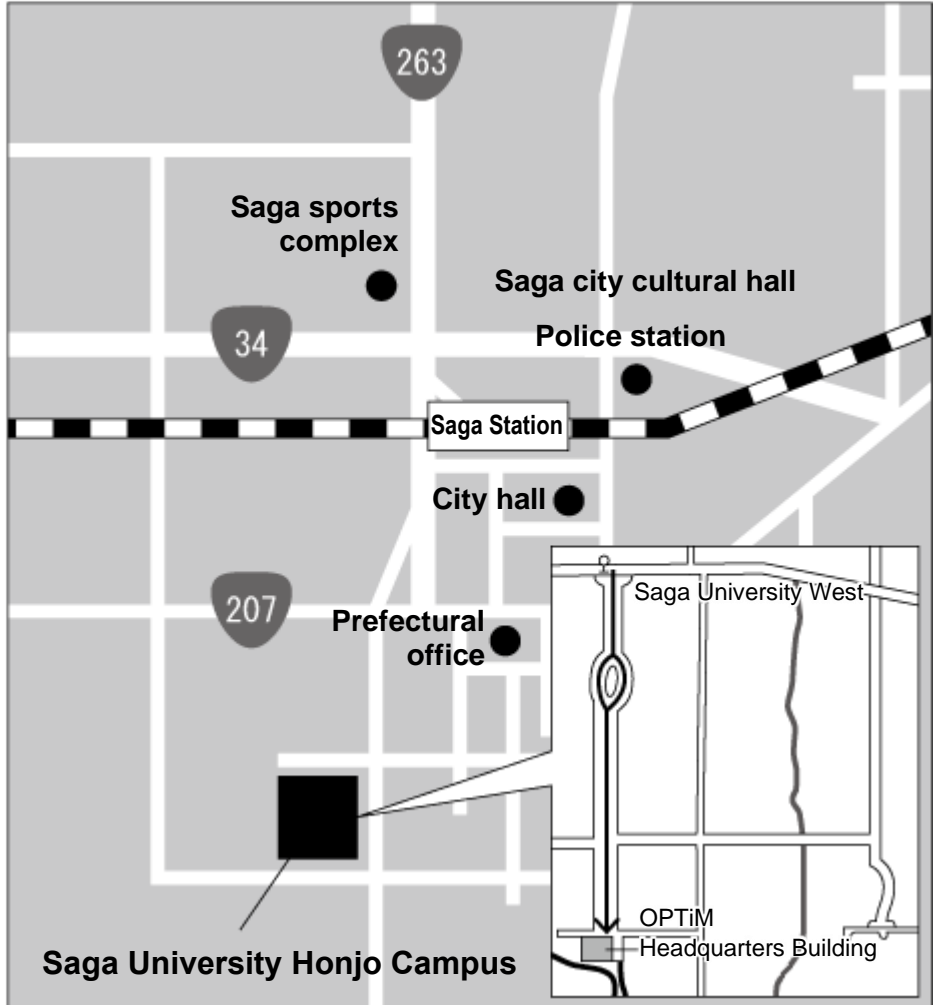 263
Saga sports
complex
Saga city cultural hall
34
Police station
Saga Station
City hall
Saga University West
207
Prefectural
office
OPTiM
Headquarters Building
Saga University Honjo Campus